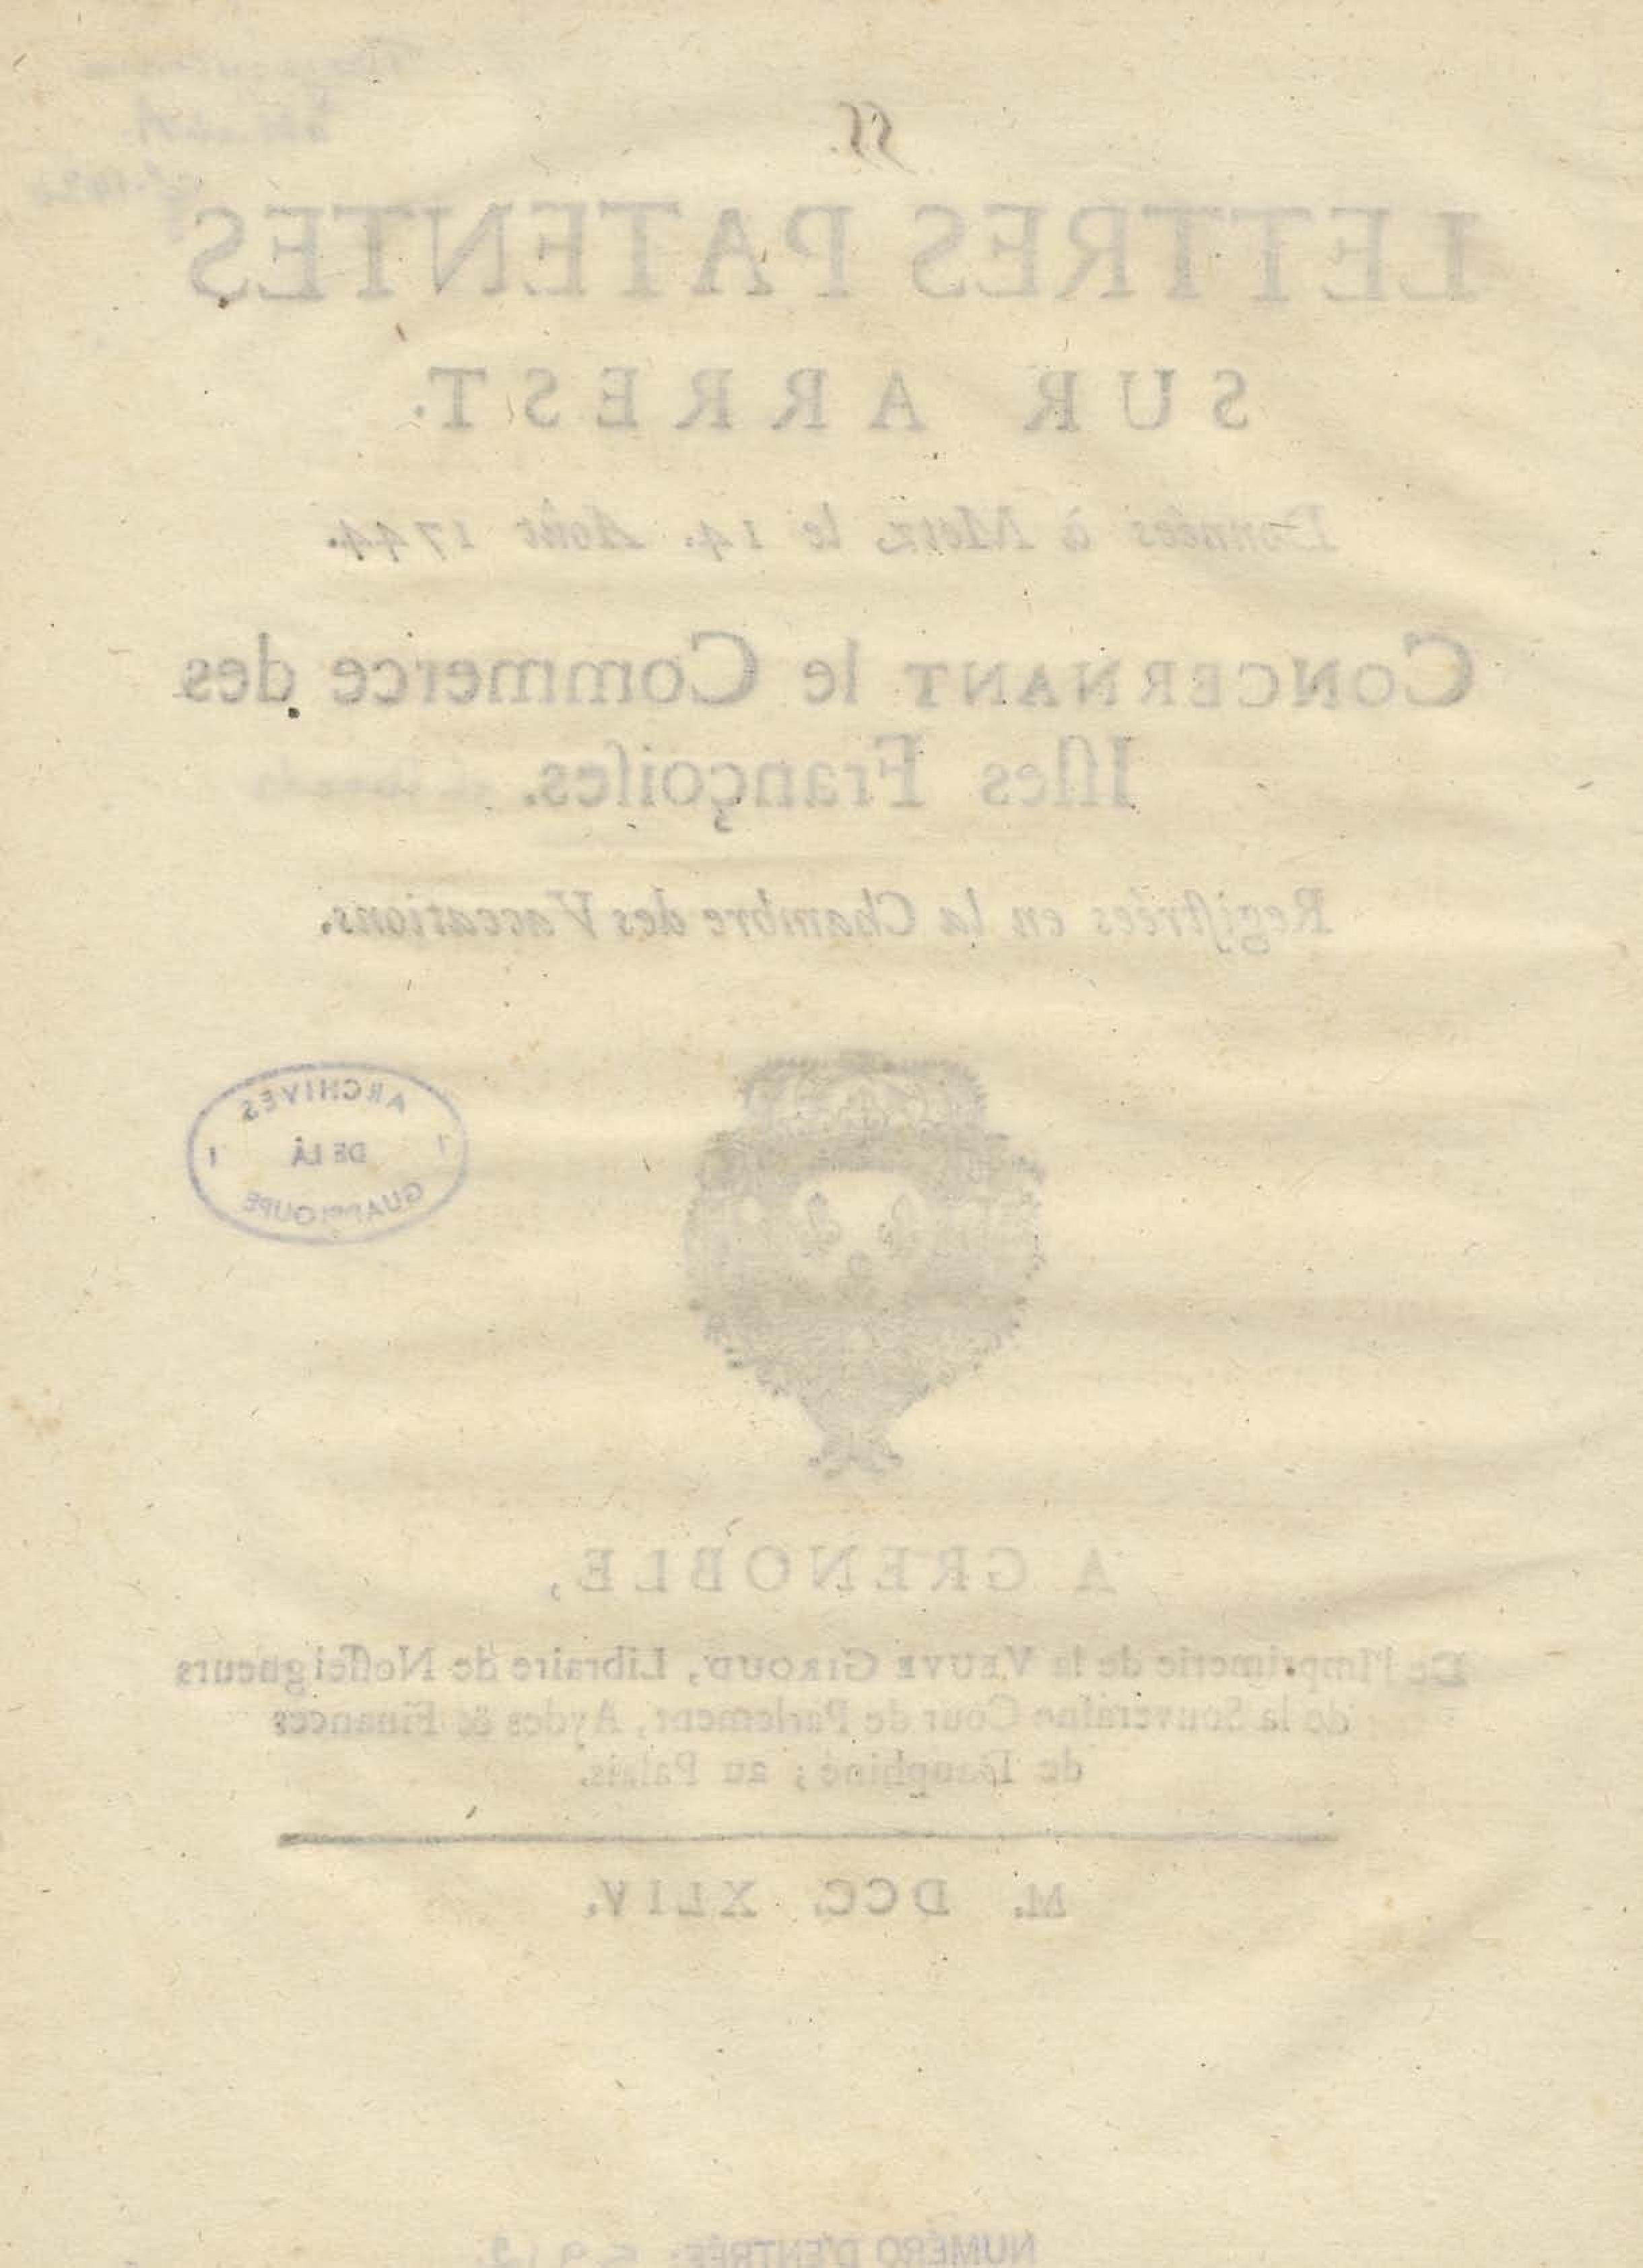 55.
LETTRES PATENTES
SUR ARREST.
Données à Metz le 14. Août 1744.
CONCERNANT le Commerce des
Iſles Françoiſes.
Regiſtrées en la Chambre des Vaccations.
ARCHIVES
DE LA
GUADELOUPE
A GRENOBLE,
De l'Imprimerie de la VEUVE GIROUD, Libraire de Noſſeigneurs
de la Souveraine Cour de Parlement, Aydes & Finances
de Dauphiné ; au Palais.
M. DCC. XLIV.
NUMÉRO D'ENTRÉE: